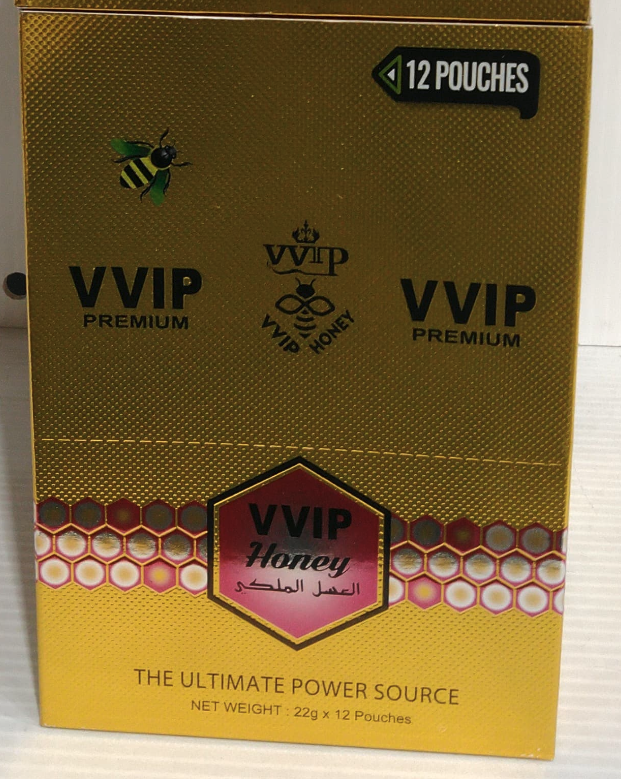 12 POUCHES
VVIP
VVIP
PREMIUM
VVIP HONEY
VVIP
PREMIUM
VVIP
Honey
العسل الملكي
THE ULTIMATE POWER SOURCE
NET WEIGHT : 22g x 12 Pouches